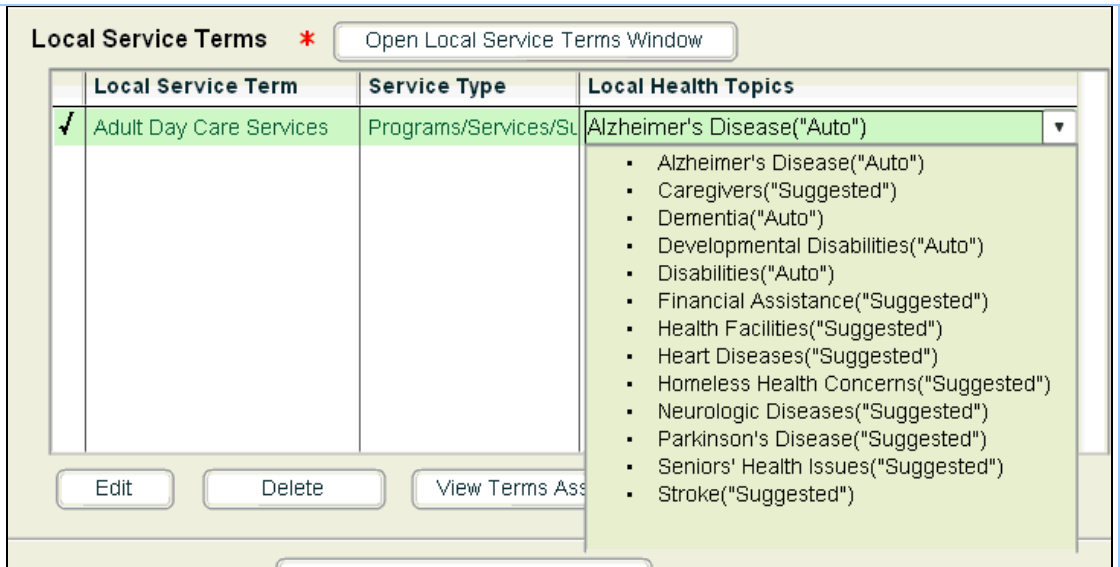 Local Service Terms * Open Local Service Terms Window
Local Service Term Service Type Local Health Topics
√ Adult Day Care Services Programs/Services/Su Alzheimer's Disease("Auto") ▼
▪ Alzheimer's Disease("Auto")
▪ Caregivers("Suggested")
▪ Dementia("Auto")
▪ Developmental Disabilities("Auto")
▪ Disabilities("Auto")
▪ Financial Assistance("Suggested")
▪ Health Facilities("Suggested")
▪ Heart Diseases("Suggested")
▪ Homeless Health Concerns("Suggested")
▪ Neurologic Diseases("Suggested")
▪ Parkinson's Disease("Suggested")
▪ Seniors' Health Issues("Suggested")
▪ Stroke("Suggested")
Edit Delete View Terms Ass